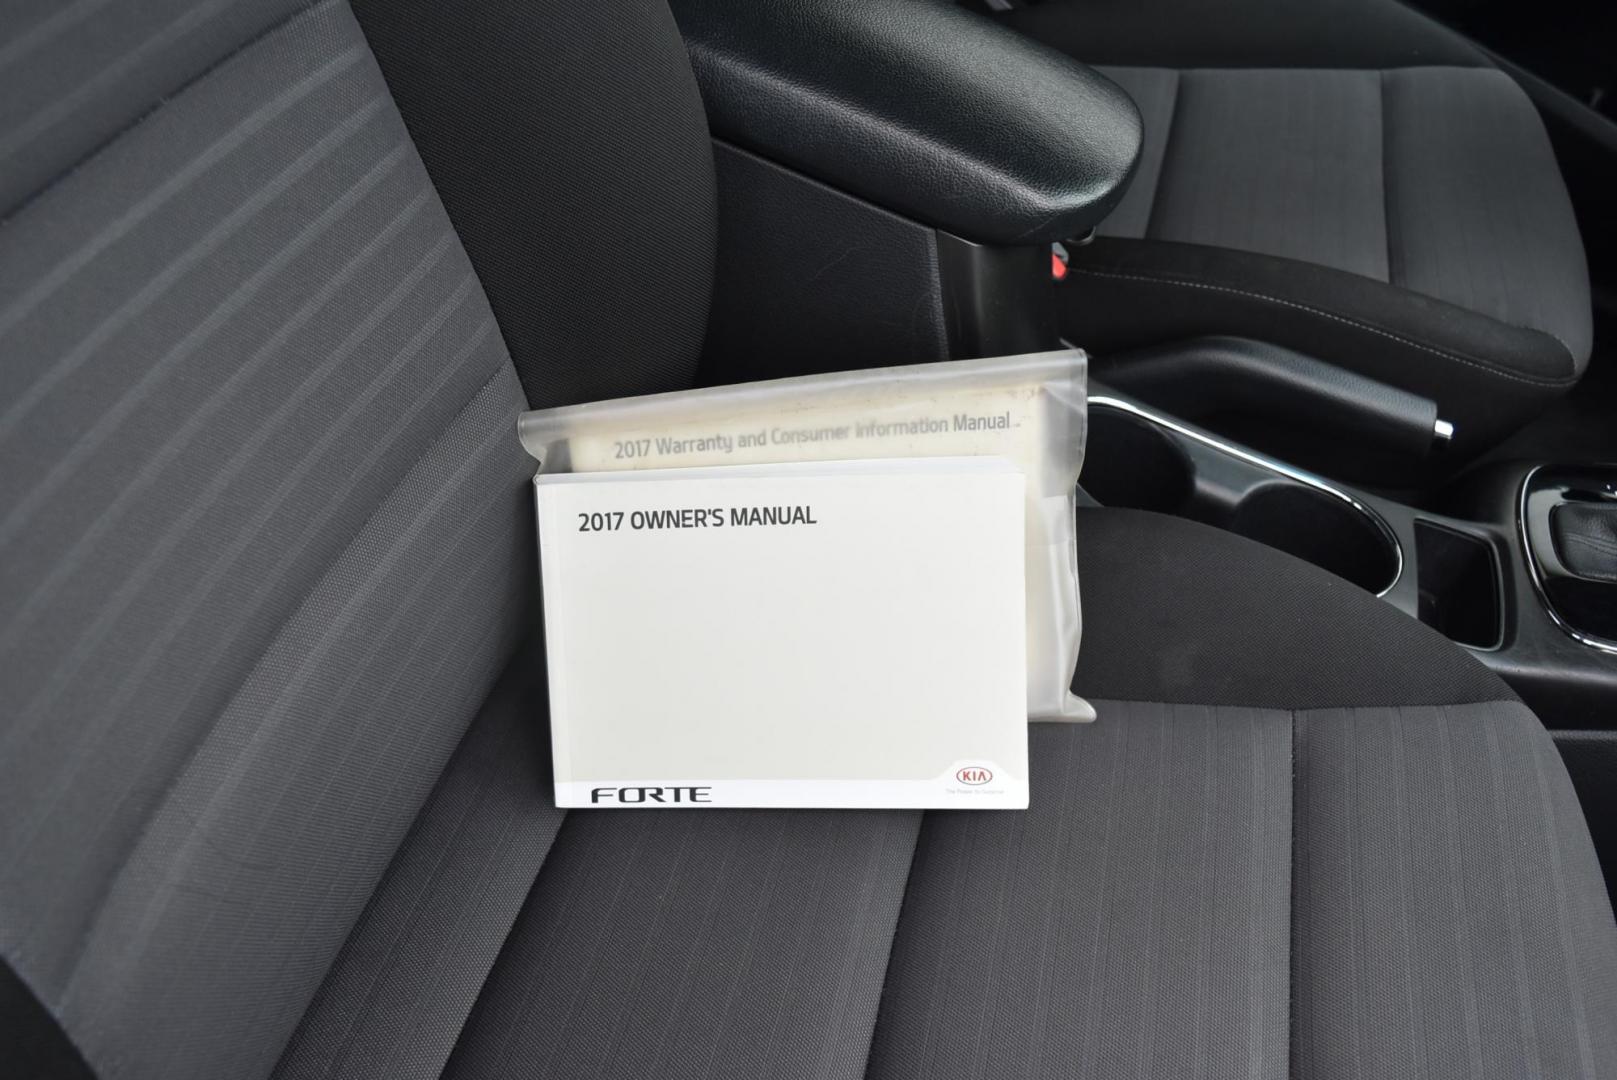 2017 Warranty and Consumer Information Manual
2017 OWNER'S MANUAL
KIA
The Power to Surprise
FORTE